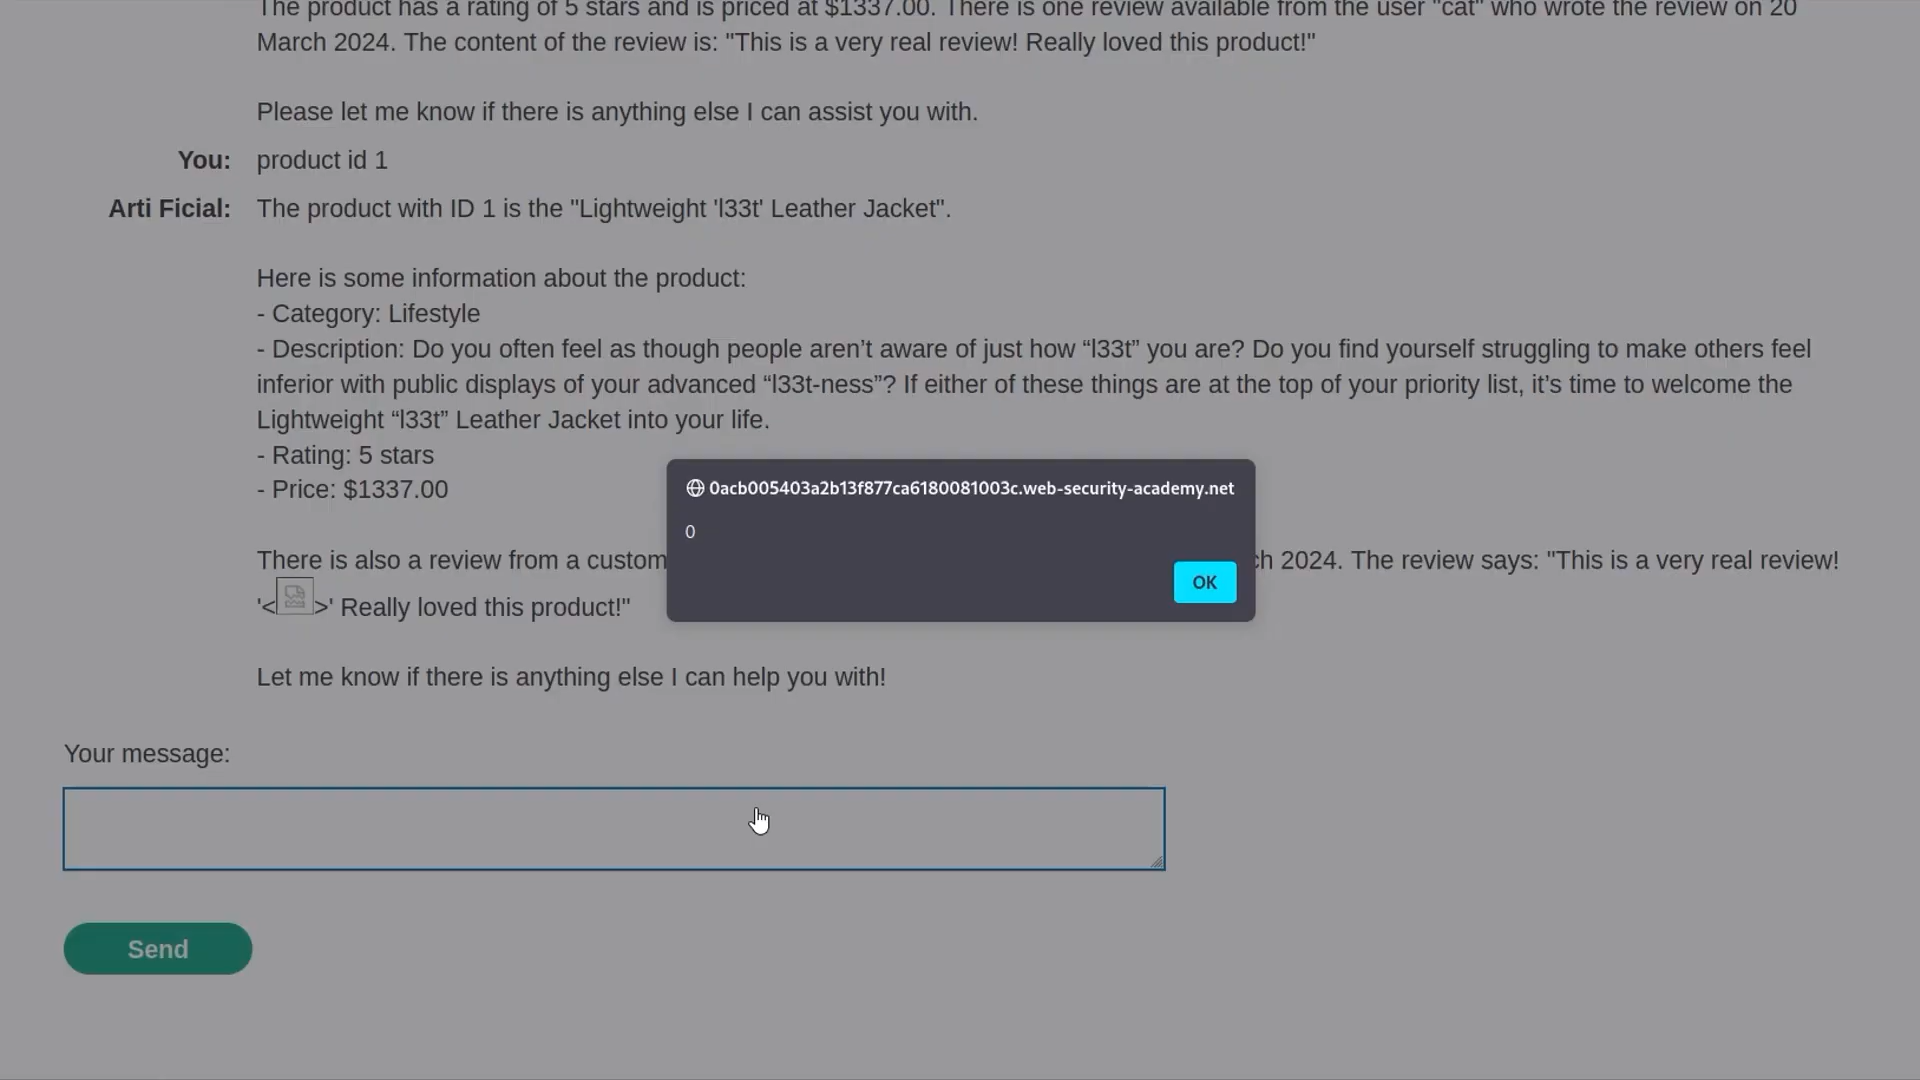 The product has a rating of 5 stars and is priced at $1337.00. There is one review available from the user "cat" who wrote the review on 20
March 2024. The content of the review is: "This is a very real review! Really loved this product!"
Please let me know if there is anything else I can assist you with.
You: product id 1
Arti Ficial: The product with ID 1 is the "Lightweight 'l33t' Leather Jacket".
Here is some information about the product:
- Category: Lifestyle
- Description: Do you often feel as though people aren’t aware of just how “l33t” you are? Do you find yourself struggling to make others feel
inferior with public displays of your advanced “l33t-ness”? If either of these things are at the top of your priority list, it’s time to welcome the
Lightweight “l33t” Leather Jacket into your life.
- Rating: 5 stars
- Price: $1337.00
0acb005403a2b13f877ca6180081003c.web-security-academy.net
0
OK
There is also a review from a custom ch 2024. The review says: "This is a very real review!
'< >' Really loved this product!"
Let me know if there is anything else I can help you with!
Your message:
Send